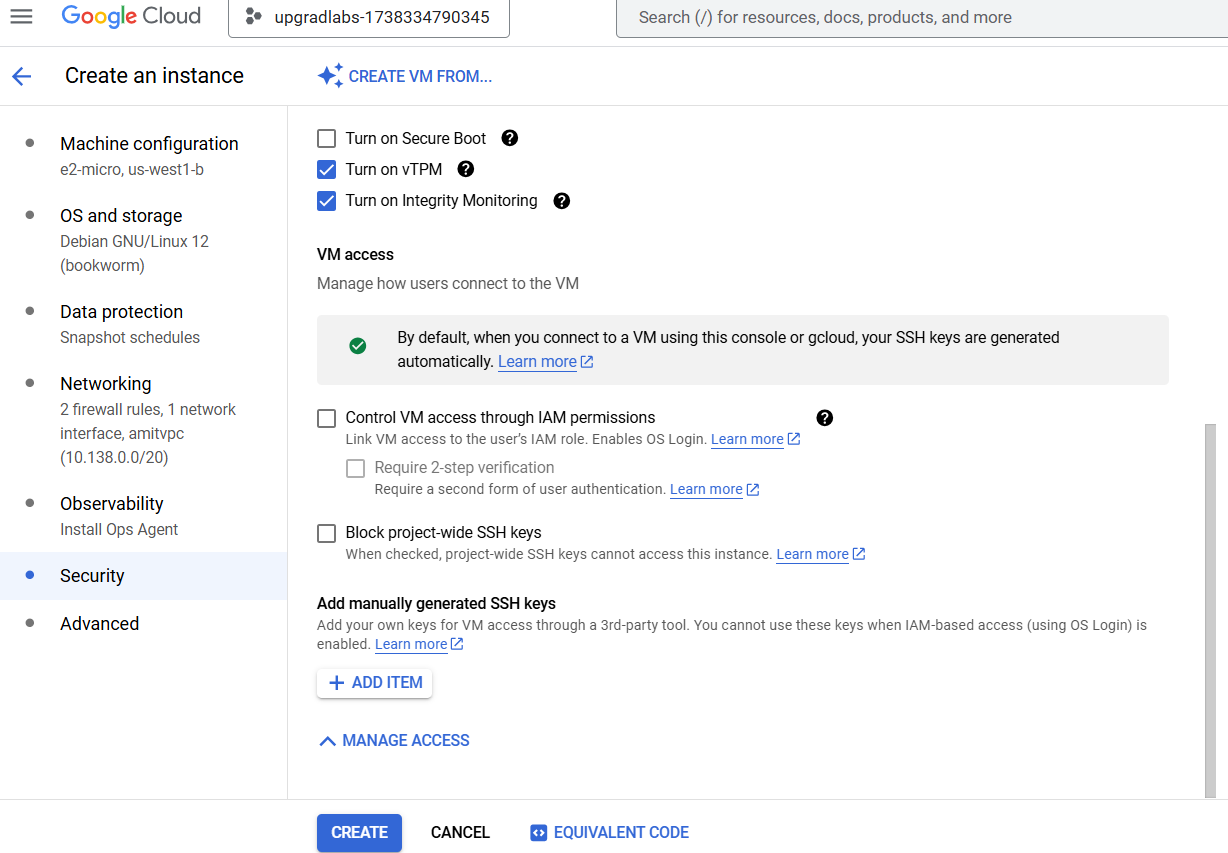 Google Cloud
upgradlabs-1738334790345
Search (/) for resources, docs, products, and more
Create an instance
CREATE VM FROM...
Machine configuration
e2-micro, us-west1-b
OS and storage
Debian GNU/Linux 12
(bookworm)
Data protection
Snapshot schedules
Networking
2 firewall rules, 1 network
interface, amitvpc
(10.138.0.0/20)
Observability
Install Ops Agent
Security
Advanced
Turn on Secure Boot
Turn on vTPM
Turn on Integrity Monitoring
VM access
Manage how users connect to the VM
By default, when you connect to a VM using this console or gcloud, your SSH keys are generated
automatically. Learn more
Control VM access through IAM permissions
Link VM access to the user's IAM role. Enables OS Login. Learn more
Require 2-step verification
Require a second form of user authentication. Learn more
Block project-wide SSH keys
When checked, project-wide SSH keys cannot access this instance. Learn more
Add manually generated SSH keys
Add your own keys for VM access through a 3rd-party tool. You cannot use these keys when IAM-based access (using OS Login) is
enabled. Learn more
+ ADD ITEM
MANAGE ACCESS
CREATE
CANCEL
EQUIVALENT CODE